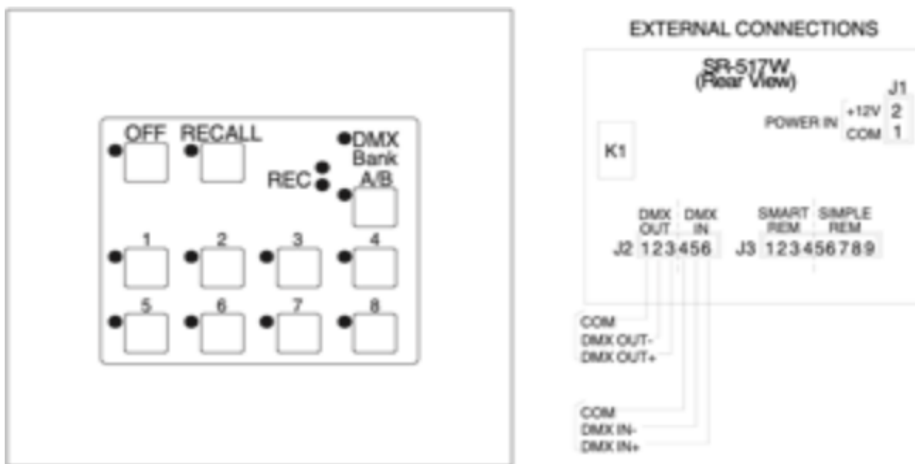 OFF RECALL
DMX
Bank
REC A/B
1 2 3 4
5 6 7 8
EXTERNAL CONNECTIONS
SR-517W
(Rear View)
J1
POWER IN +12V 2
COM 1
K1
DMX OUT DMX IN
SMART REM SIMPLE REM
J2 123456 J3 123456789
COM
DMX OUT-
DMX OUT+
COM
DMX IN-
DMX IN+